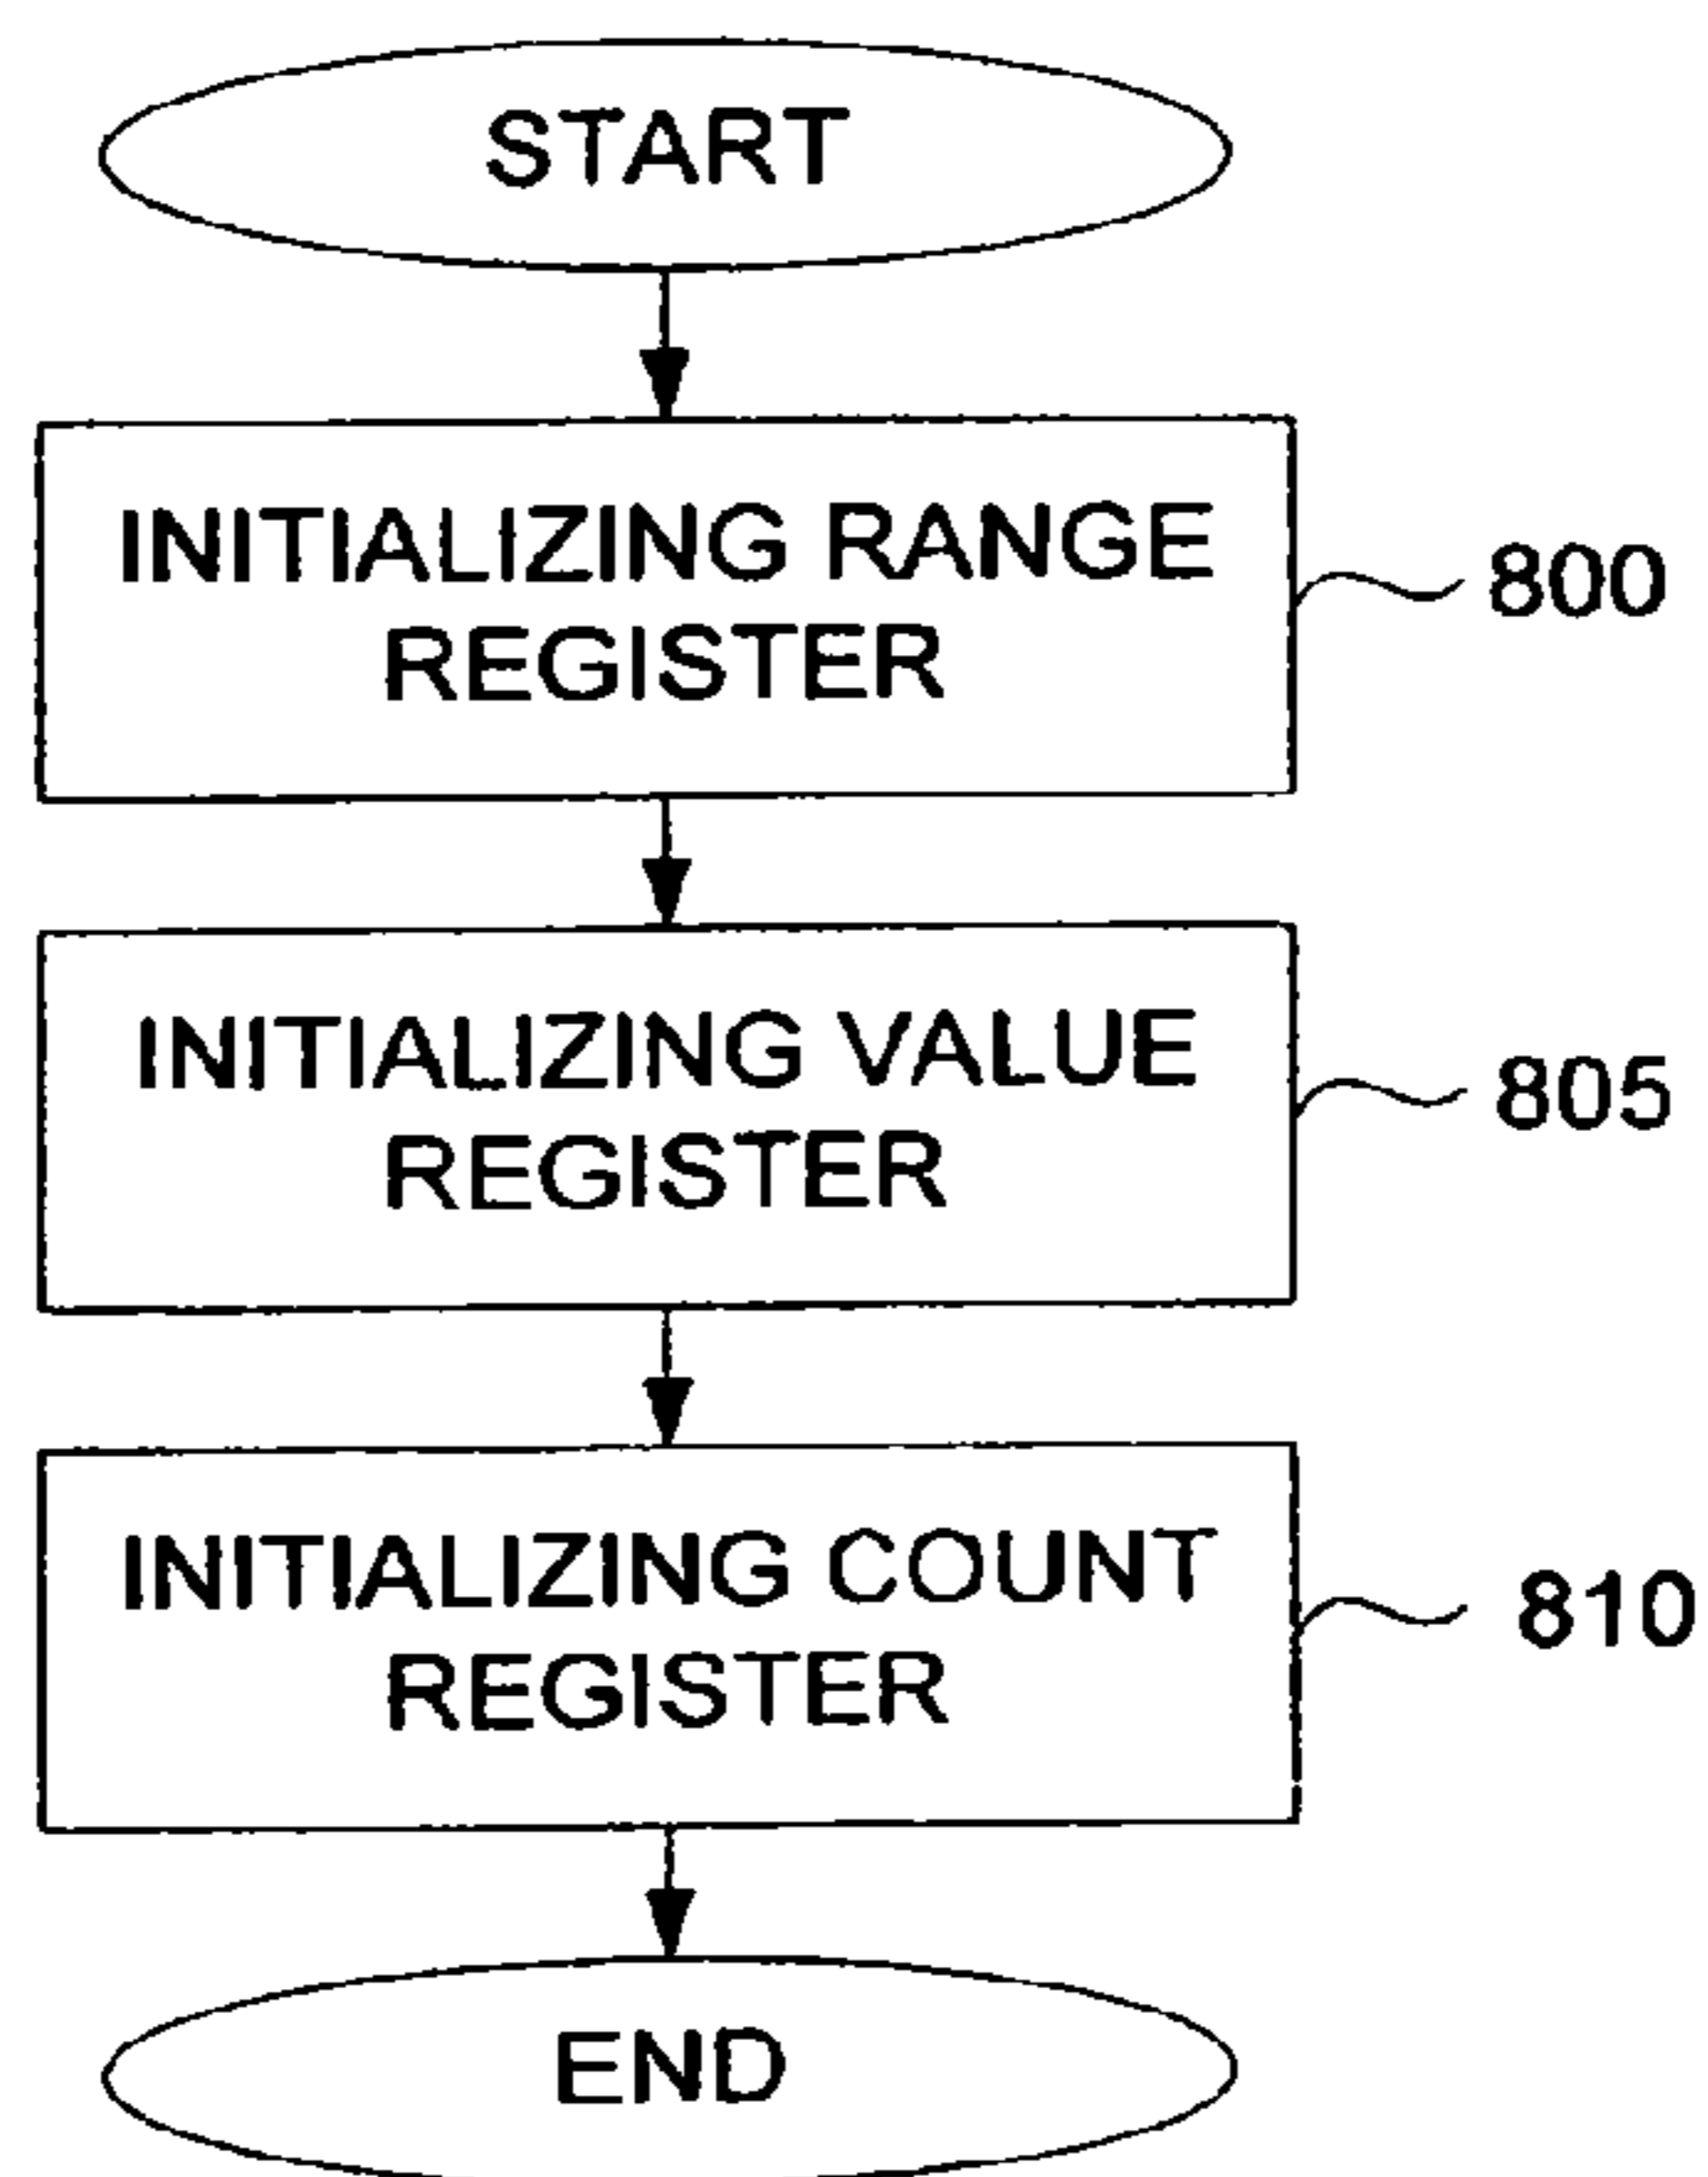 START
INITIALIZING RANGE
REGISTER
800
INITIALIZING VALUE
REGISTER
805
INITIALIZING COUNT
REGISTER
810
END